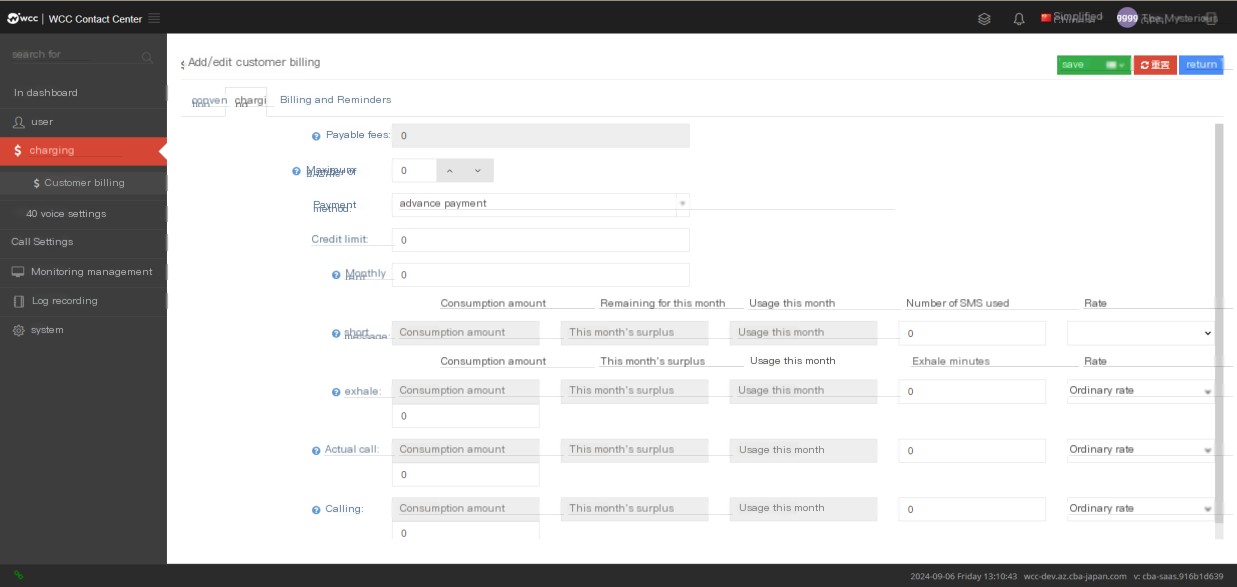 wcc | WCC Contact Center
Simplified
9999 The Mysterious
search for
Add/edit customer billing
save
重置
return
In dashboard
user
charging
Customer billing
40 voice settings
Call Settings
Monitoring management
Log recording
system
conven
chargi
Billing and Reminders
Payable fees: 0
Maximum
0
Payment
method: advance payment
Credit limit: 0
Monthly
rent 0
Consumption amount Remaining for this month Usage this month Number of SMS used Rate
short
message: Consumption amount This month's surplus Usage this month 0
Consumption amount This month's surplus Usage this month Exhale minutes Rate
exhale: Consumption amount This month's surplus Usage this month 0 Ordinary rate
0
Actual call: Consumption amount This month's surplus Usage this month 0 Ordinary rate
0
Calling: Consumption amount This month's surplus Usage this month 0 Ordinary rate
0
2024-09-06 Friday 13:10:43 wcc-dev.az.cba-japan.com v: cba-saas.916b1d639